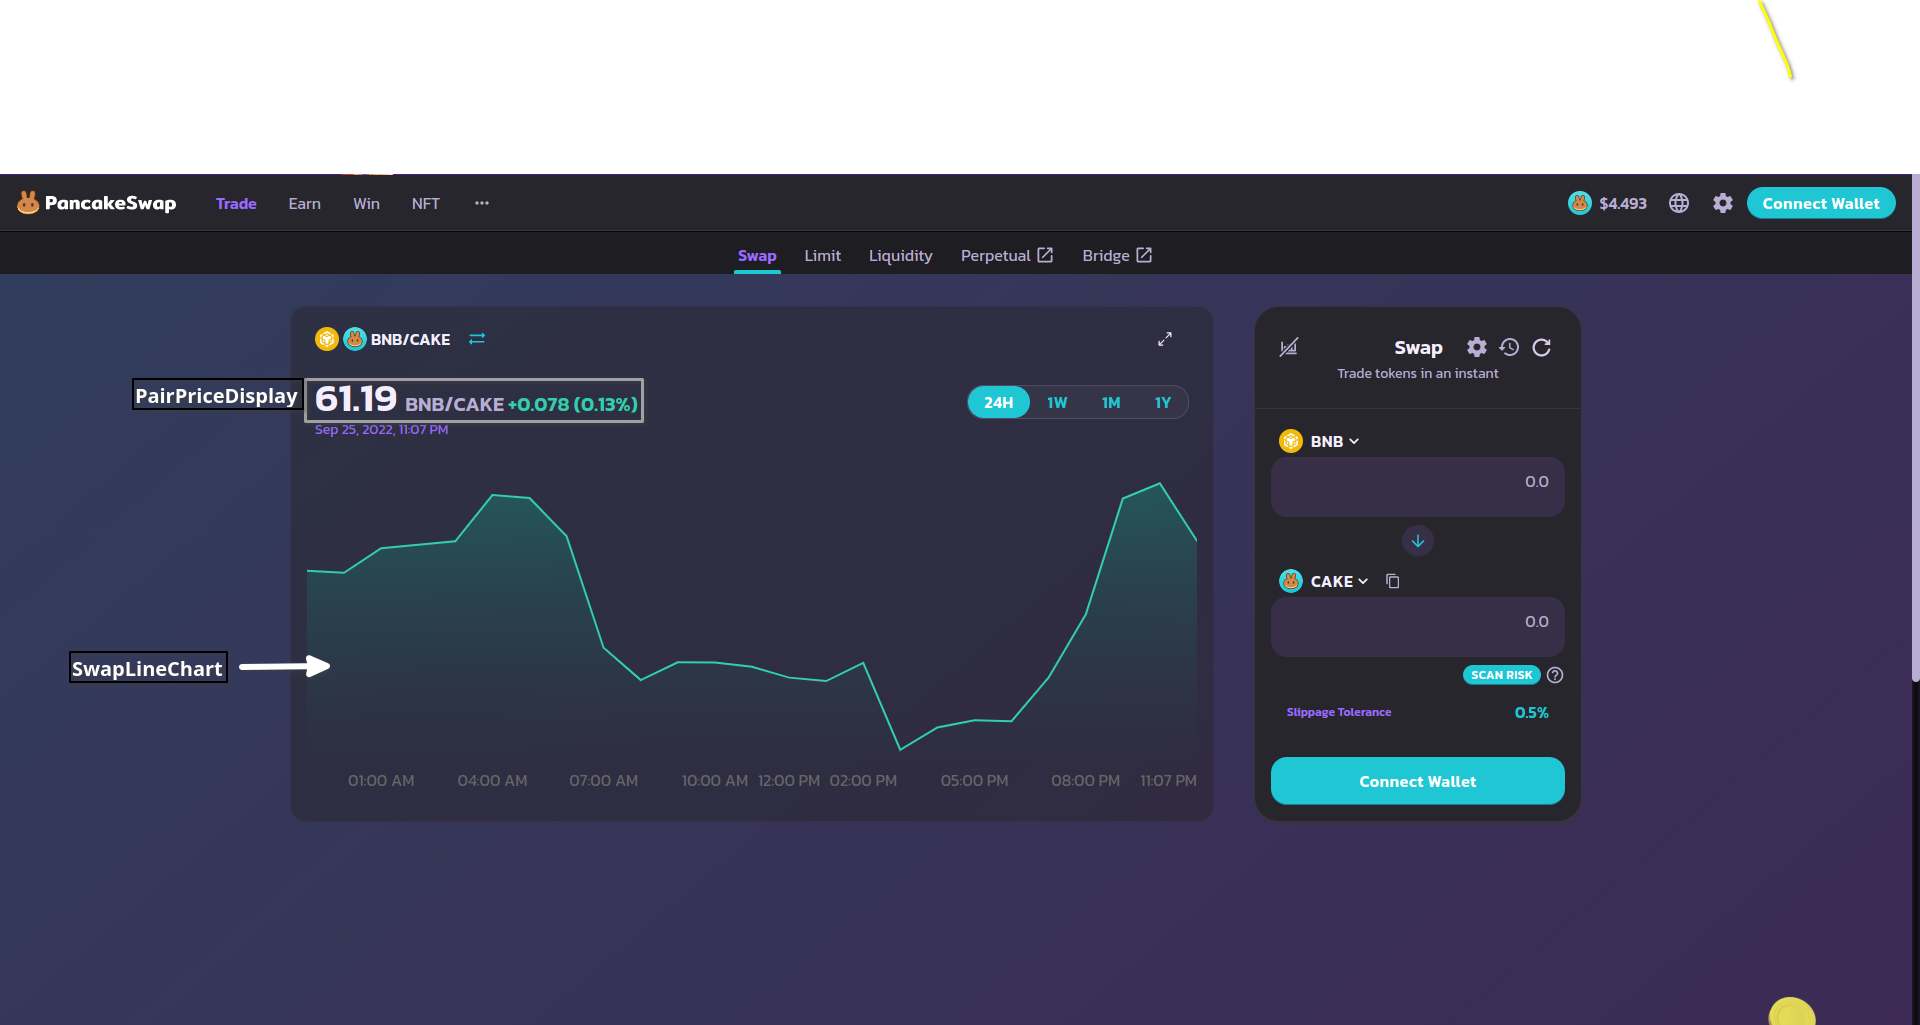 PancakeSwap Trade Earn Win NFT ... $4.493 Connect Wallet
Swap Limit Liquidity Perpetual Bridge
BNB/CAKE
PairPriceDisplay
61.19 BNB/CAKE +0.078 (0.13%)
24H 1W 1M 1Y
Sep 25, 2022, 11:07 PM
SwapLineChart
01:00 AM 04:00 AM 07:00 AM 10:00 AM 12:00 PM 02:00 PM 05:00 PM 08:00 PM 11:07 PM
Swap
Trade tokens in an instant
BNB
0.0
CAKE
0.0
SCAN RISK ?
Slippage Tolerance 0.5%
Connect Wallet